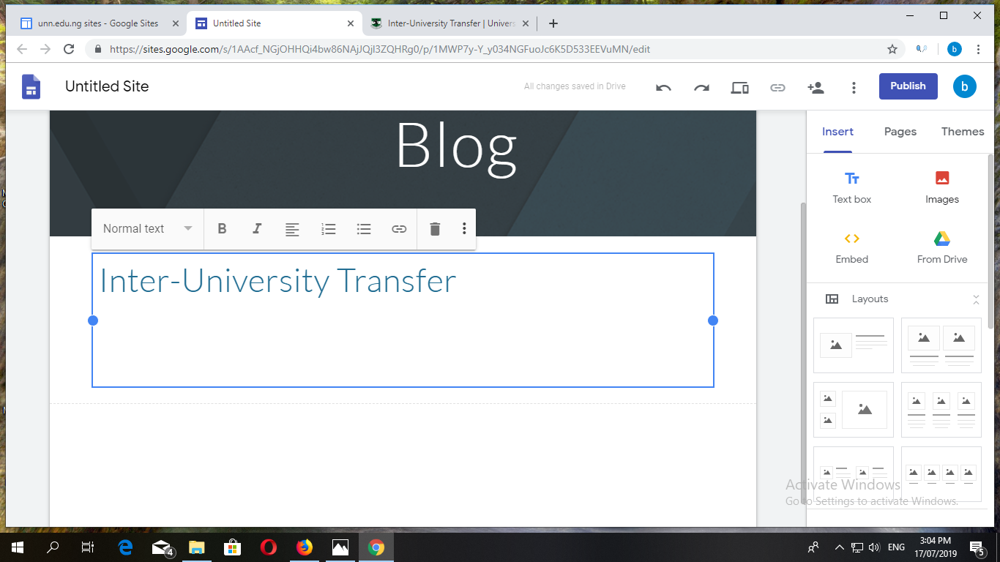 unn.edu.ng sites - Google Sites
Untitled Site
Inter-University Transfer | Univers
https://sites.google.com/s/1AAcf_NGjOHHQi4bw86NAjJQjl3ZQHRg0/p/1MWP7y-Y_y034NGFuoJc6K5D533EEVuMN/edit
b
Untitled Site
All changes saved in Drive
Publish
b
Blog
Insert
Pages
Themes
Text box
Images
Normal text
B
I
Embed
From Drive
Inter-University Transfer
Layouts
Activate Windows
Go to Settings to activate Windows.
4
ENG
3:04 PM
17/07/2019
5